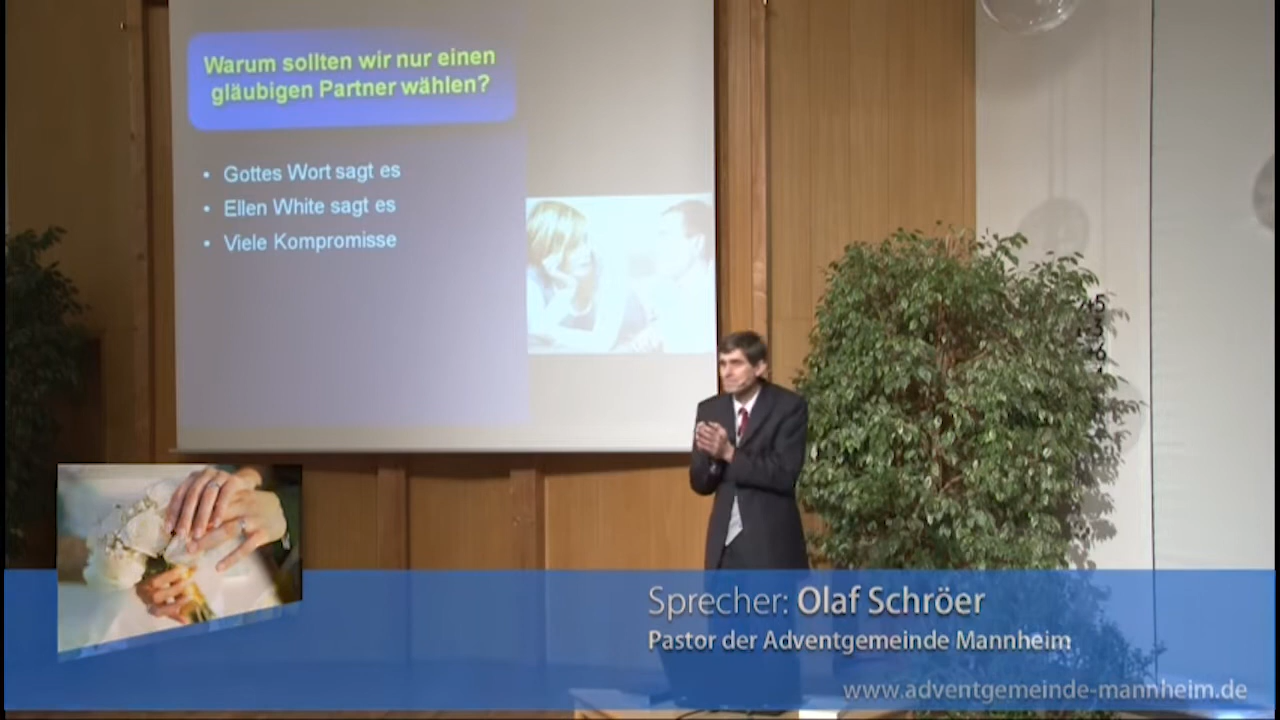 Warum sollten wir nur einen
gläubigen Partner wählen?
• Gottes Wort sagt es
• Ellen White sagt es
• Viele Kompromisse
Sprecher: Olaf Schröer
Pastor der Adventgemeinde Mannheim
www.adventgemeinde-mannheim.de